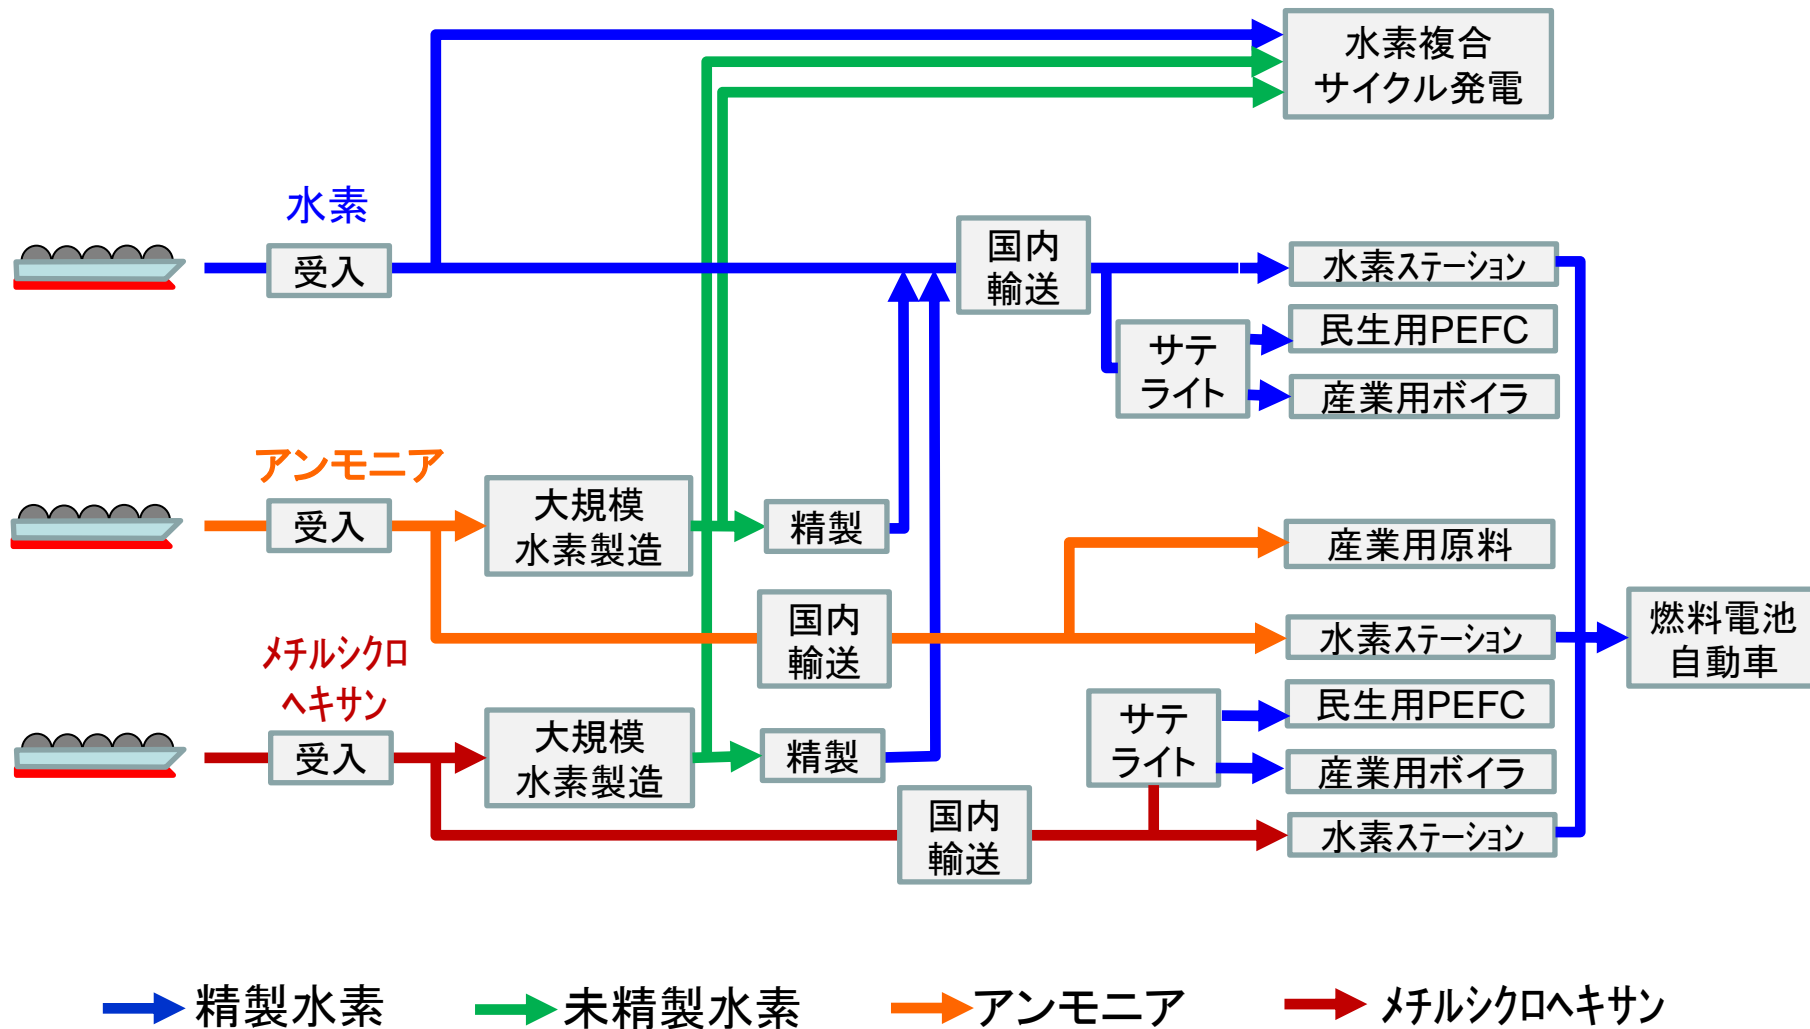 水素複合
サイクル発電
水素
受入
国内
輸送
水素ステーション
民生用PEFC
サテ
ライト
産業用ボイラ
アンモニア
受入
大規模
水素製造
精製
産業用原料
国内
輸送
水素ステーション
燃料電池
自動車
メチルシクロ
ヘキサン
受入
大規模
水素製造
精製
サテ
ライト
民生用PEFC
産業用ボイラ
国内
輸送
水素ステーション
精製水素
未精製水素
アンモニア
メチルシクロヘキサン